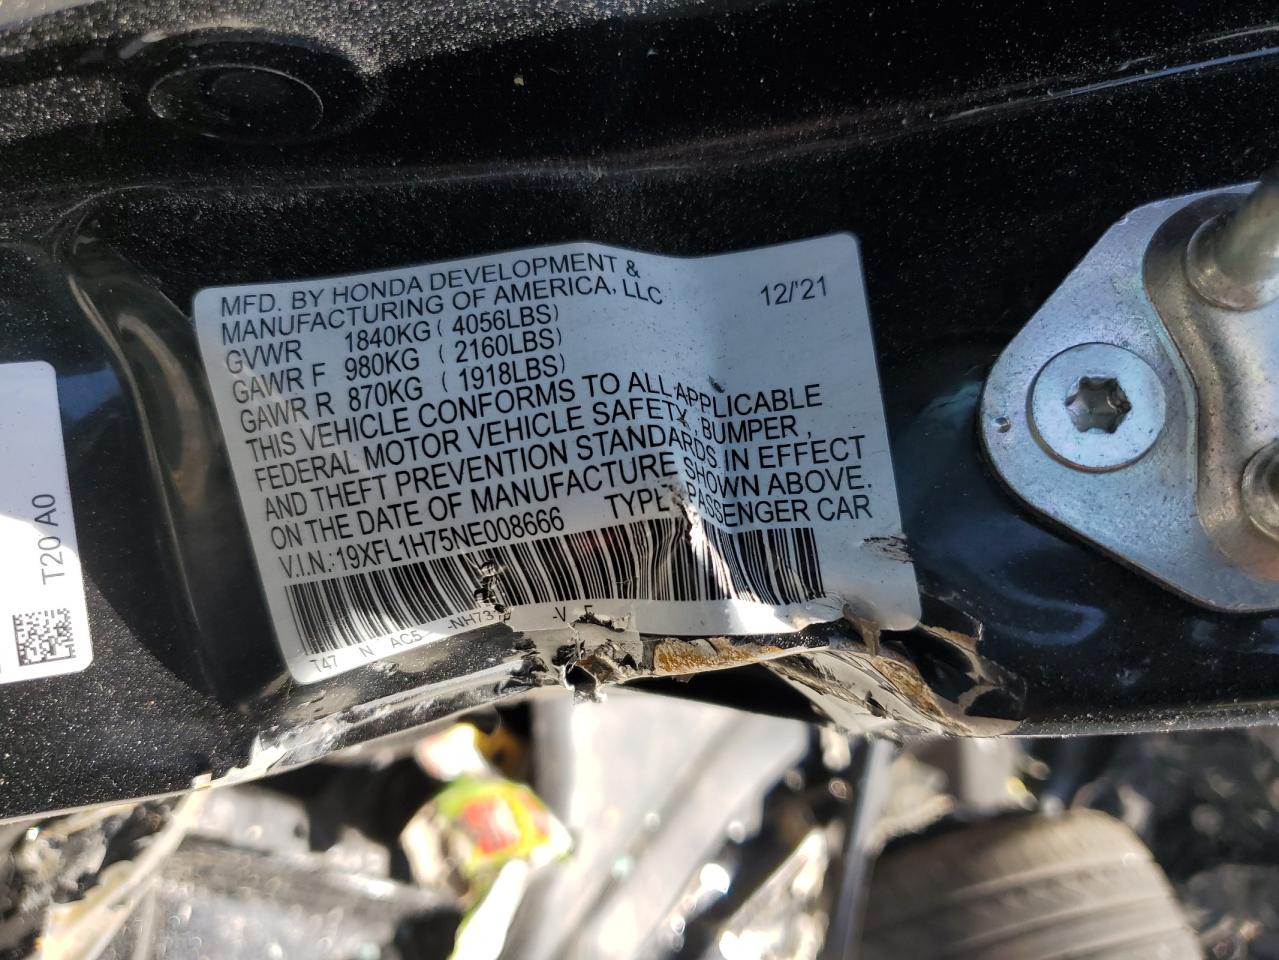 MFD. BY HONDA DEVELOPMENT &
MANUFACTURING OF AMERICA, LLC 12/'21
GVWR 1840KG ( 4056LBS)
GAWR F 980KG ( 2160LBS)
GAWR R 870KG ( 1918LBS)
THIS VEHICLE CONFORMS TO ALL APPLICABLE
FEDERAL MOTOR VEHICLE SAFETY, BUMPER,
AND THEFT PREVENTION STANDARDS IN EFFECT
ON THE DATE OF MANUFACTURE SHOWN ABOVE.
V.I.N.: 19XFL1H75NE008666 TYPE: PASSENGER CAR
T47 N AC5 -NH73
T20 A0